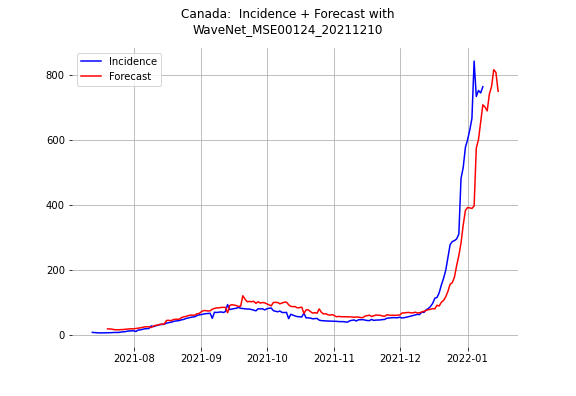 Canada:  Incidence + Forecast with
WaveNet_MSE00124_20211210
Incidence
Forecast
800
600
400
200
0
2021-08 2021-09 2021-10 2021-11 2021-12 2022-01